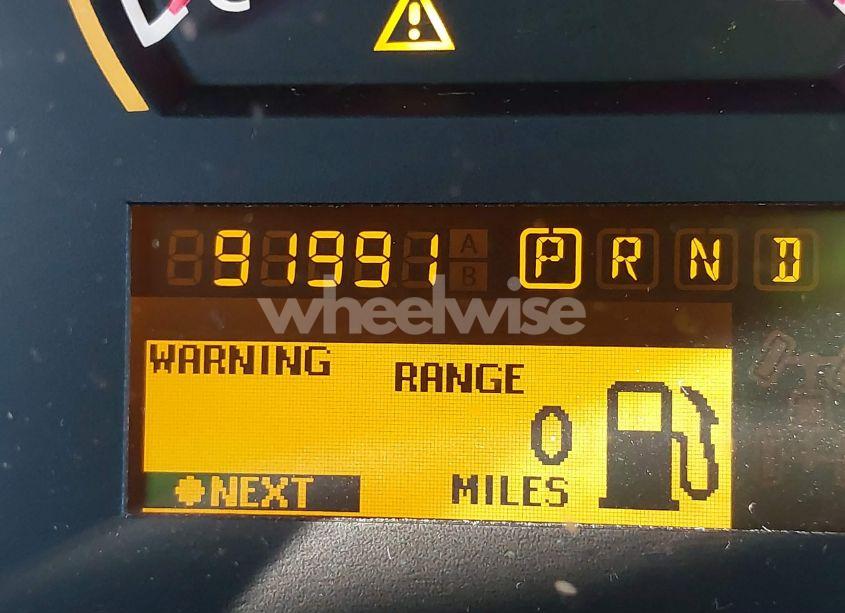 91991 A B P R N D
wheelwise
WARNING
RANGE
0
NEXT
MILES